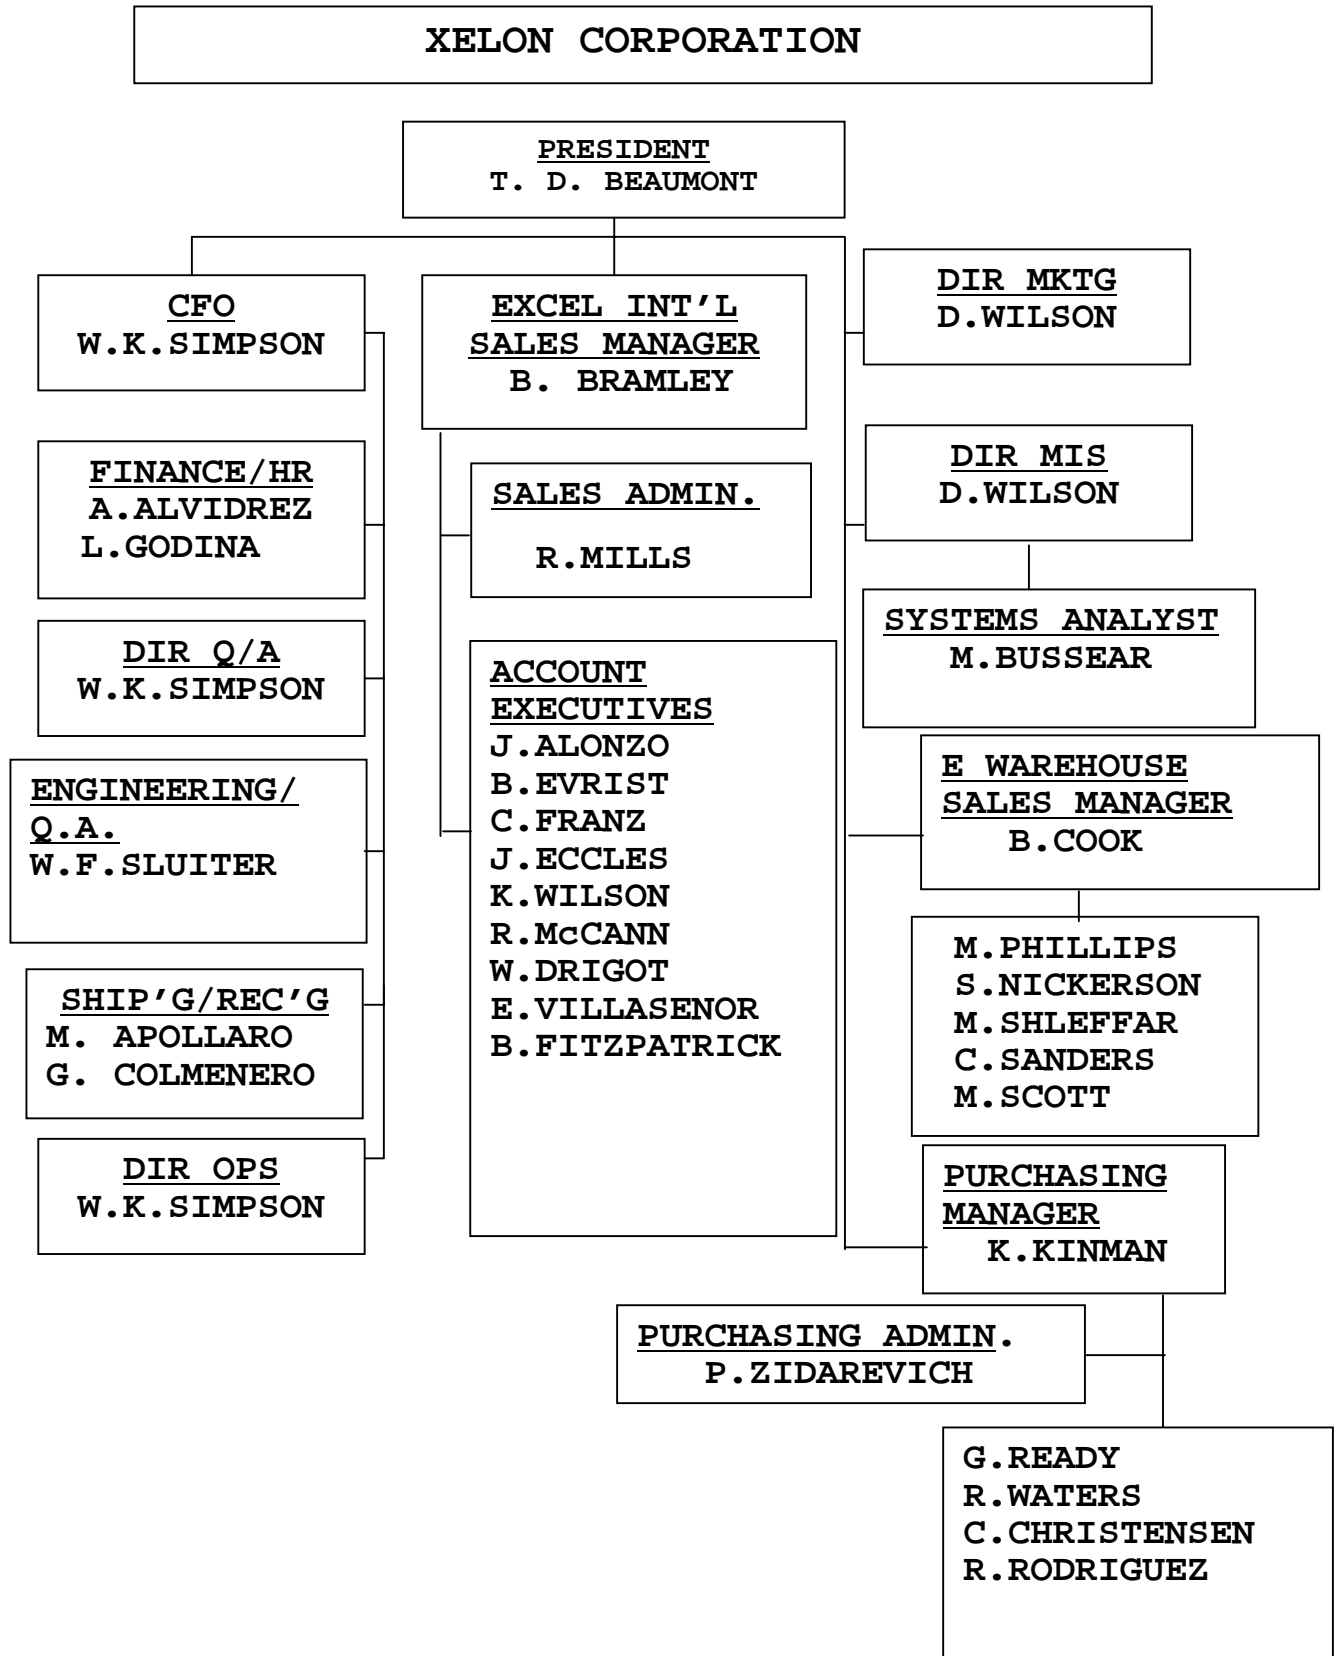 XELON CORPORATION
PRESIDENT
T. D. BEAUMONT
CFO
W.K.SIMPSON
FINANCE/HR
A.ALVIDREZ
L.GODINA
DIR Q/A
W.K.SIMPSON
ENGINEERING/
Q.A.
W.F.SLUITER
SHIP'G/REC'G
M. APOLLARO
G. COLMENERO
DIR OPS
W.K.SIMPSON
EXCEL INT'L
SALES MANAGER
B. BRAMLEY
SALES ADMIN.
R.MILLS
ACCOUNT
EXECUTIVES
J.ALONZO
B.EVRIST
C.FRANZ
J.ECCLES
K.WILSON
R.McCANN
W.DRIGOT
E.VILLASENOR
B.FITZPATRICK
DIR MKTG
D.WILSON
DIR MIS
D.WILSON
SYSTEMS ANALYST
M.BUSSEAR
E WAREHOUSE
SALES MANAGER
B.COOK
M.PHILLIPS
S.NICKERSON
M.SHLEFFAR
C.SANDERS
M.SCOTT
PURCHASING
MANAGER
K.KINMAN
PURCHASING ADMIN.
P.ZIDAREVICH
G.READY
R.WATERS
C.CHRISTENSEN
R.RODRIGUEZ